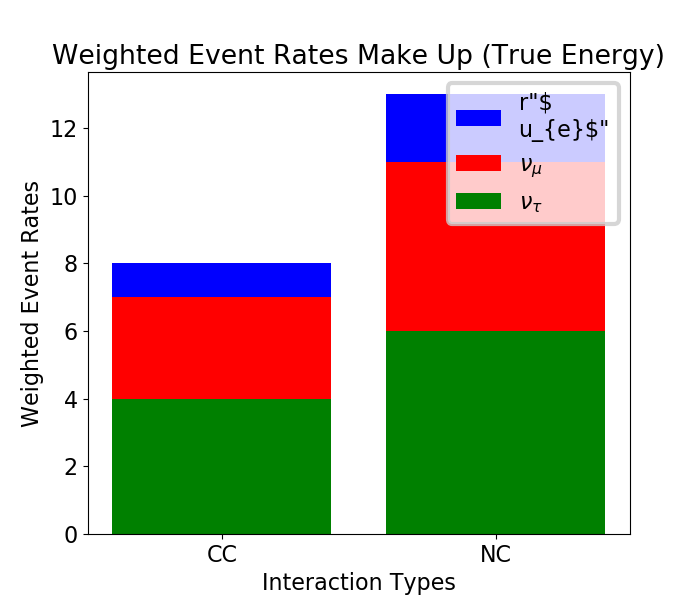 Weighted Event Rates Make Up (True Energy)
r"$
u_{e}$"
ν_μ
ν_τ
12
10
8
6
4
2
0
Weighted Event Rates
CC
NC
Interaction Types